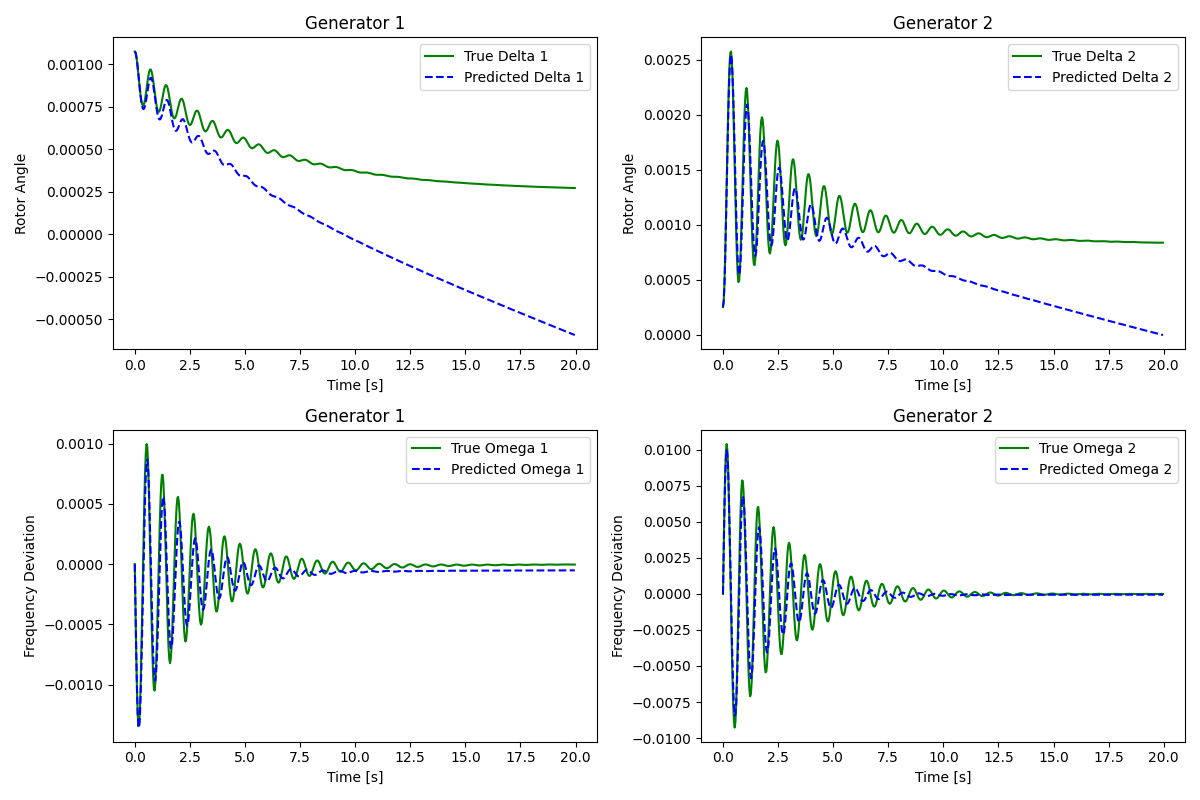 Generator 1
True Delta 1
Predicted Delta 1
Rotor Angle
0.00100
0.00075
0.00050
0.00025
0.00000
−0.00025
−0.00050
0.0 2.5 5.0 7.5 10.0 12.5 15.0 17.5 20.0
Time [s]
Generator 2
True Delta 2
Predicted Delta 2
Rotor Angle
0.0025
0.0020
0.0015
0.0010
0.0005
0.0000
0.0 2.5 5.0 7.5 10.0 12.5 15.0 17.5 20.0
Time [s]
Generator 1
True Omega 1
Predicted Omega 1
Frequency Deviation
0.0010
0.0005
0.0000
−0.0005
−0.0010
0.0 2.5 5.0 7.5 10.0 12.5 15.0 17.5 20.0
Time [s]
Generator 2
True Omega 2
Predicted Omega 2
Frequency Deviation
0.0100
0.0075
0.0050
0.0025
0.0000
−0.0025
−0.0050
−0.0075
−0.0100
0.0 2.5 5.0 7.5 10.0 12.5 15.0 17.5 20.0
Time [s]